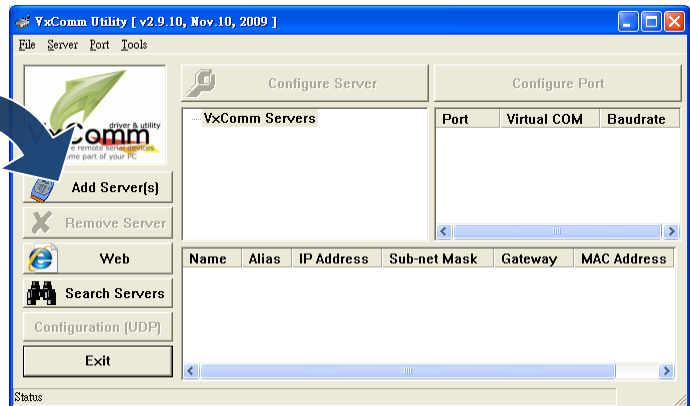 VxComm Utility [ v2.9.10, Nov.10, 2009 ]
File Server Port Tools
driver & utility
VxComm
e remote serial devices
me part of your PC
Add Server(s)
Remove Server
Web
Search Servers
Configuration (UDP)
Exit
Configure Server
VxComm Servers
Configure Port
Port Virtual COM Baudrate
Name Alias IP Address Sub-net Mask Gateway MAC Address
Status